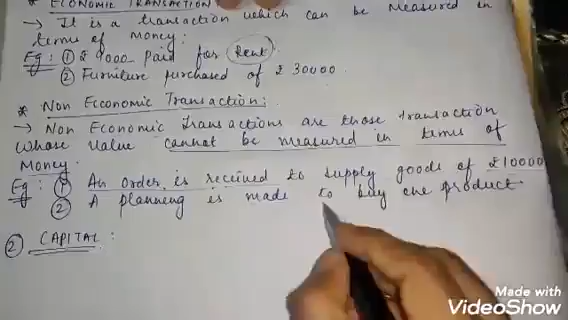 * ECONOMIC TRANSACTION
→ It is a transaction which can be measured in
terms of money:
Eg: ① ₹ 9000 paid for Rent
② Furniture purchased of ₹ 30000
* Non Economic Transaction:
→ Non Economic transactions are those transaction
whose value cannot be measured in terms of
Money.
Eg: ① An order is received to supply goods of ₹10000
② A planning is made to buy one product
② CAPITAL:
Made with
VideoShow